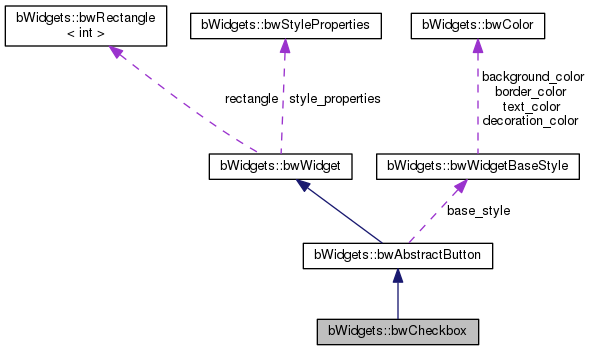 bWidgets::bwRectangle
< int >
bWidgets::bwStyleProperties
bWidgets::bwColor
background_color
border_color
text_color
decoration_color
rectangle
style_properties
bWidgets::bwWidget
bWidgets::bwWidgetBaseStyle
base_style
bWidgets::bwAbstractButton
bWidgets::bwCheckbox